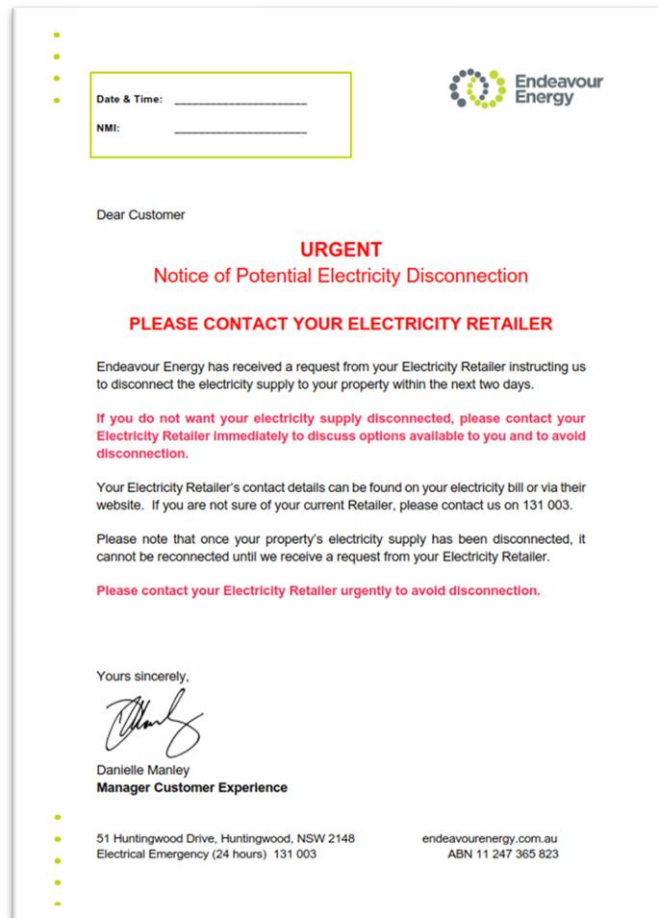 Endeavour
Energy
Date & Time: ______________________
NMI: ______________________
Dear Customer
URGENT
Notice of Potential Electricity Disconnection
PLEASE CONTACT YOUR ELECTRICITY RETAILER
Endeavour Energy has received a request from your Electricity Retailer instructing us
to disconnect the electricity supply to your property within the next two days.
If you do not want your electricity supply disconnected, please contact your
Electricity Retailer immediately to discuss options available to you and to avoid
disconnection.
Your Electricity Retailer's contact details can be found on your electricity bill or via their
website. If you are not sure of your current Retailer, please contact us on 131 003.
Please note that once your property's electricity supply has been disconnected, it
cannot be reconnected until we receive a request from your Electricity Retailer.
Please contact your Electricity Retailer urgently to avoid disconnection.
Yours sincerely,
Danielle Manley
Manager Customer Experience
51 Huntingwood Drive, Huntingwood, NSW 2148 endeavourenergy.com.au
Electrical Emergency (24 hours) 131 003 ABN 11 247 365 823